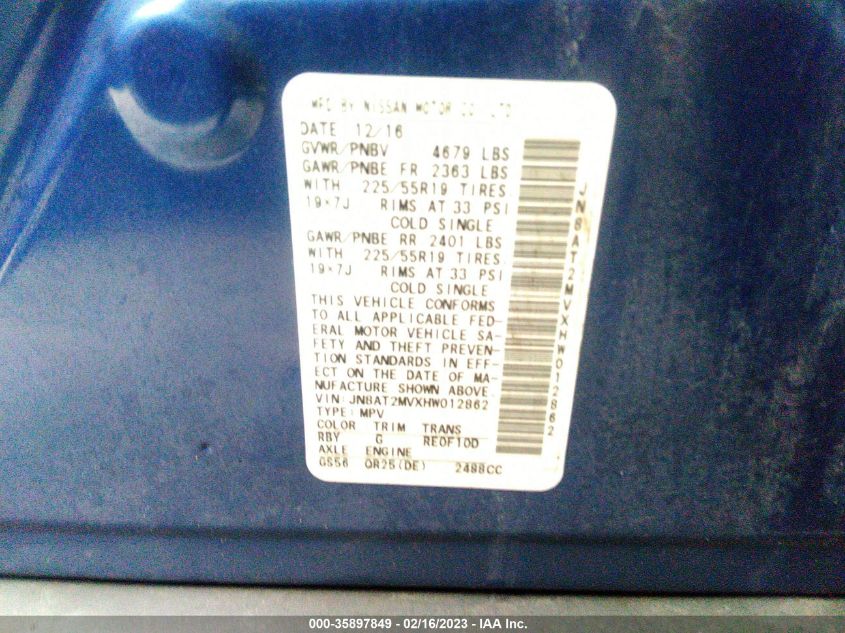 MFD BY NISSAN MOTOR CO., LTD
DATE 12/16
GVWR/PNBV 4679 LBS
GAWR/PNBE FR 2363 LBS
WITH 225/55R19 TIRES
19×7J RIMS AT 33 PSI
COLD SINGLE
GAWR/PNBE RR 2401 LBS
WITH 225/55R19 TIRES
19×7J RIMS AT 33 PSI
COLD SINGLE
THIS VEHICLE CONFORMS
TO ALL APPLICABLE FED-
ERAL MOTOR VEHICLE SA-
FETY AND THEFT PREVEN-
TION STANDARDS IN EFF-
ECT ON THE DATE OF MA-
NUFACTURE SHOWN ABOVE.
VIN:JN8AT2MVXHW012862
TYPE:MPV
COLOR TRIM TRANS
RBY G RE0F10D
AXLE ENGINE
GS56 QR25(DE) 2488CC
JN8AT2MVXHW012862
000-35897849 - 02/16/2023 - IAA Inc.